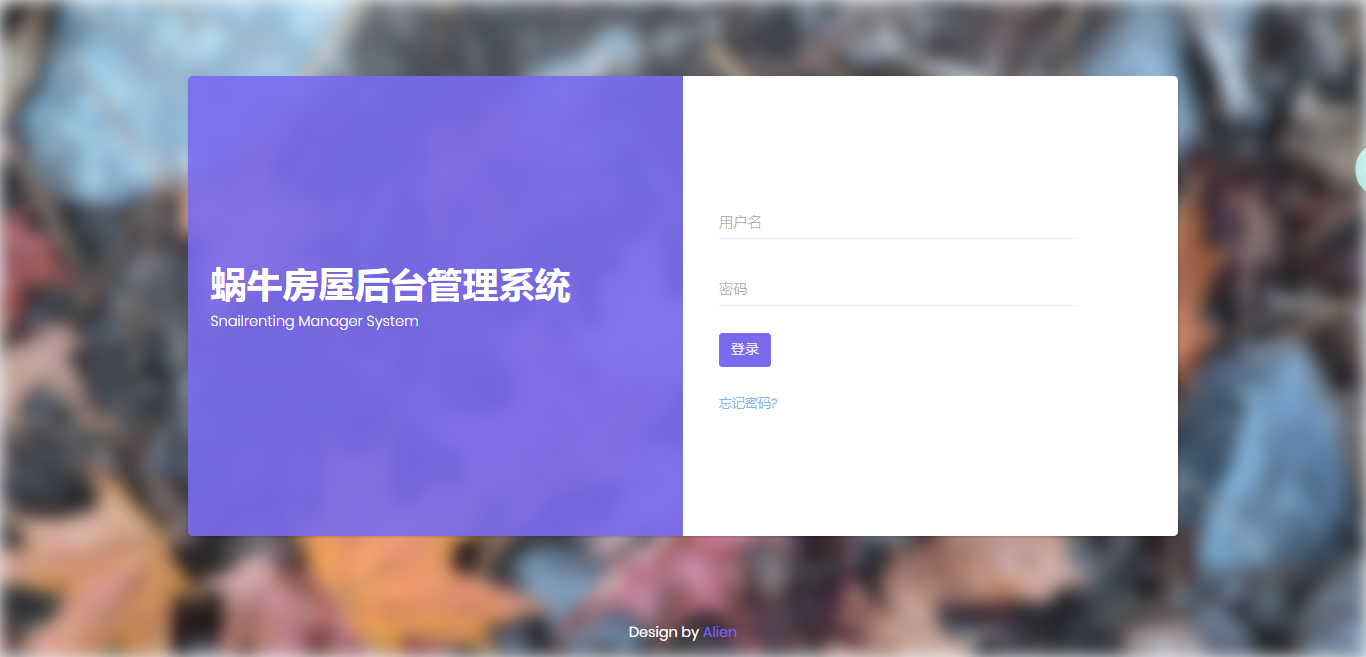 蜗牛房屋后台管理系统
Snailrenting Manager System
用户名
密码
登录
忘记密码?
Design by Alien